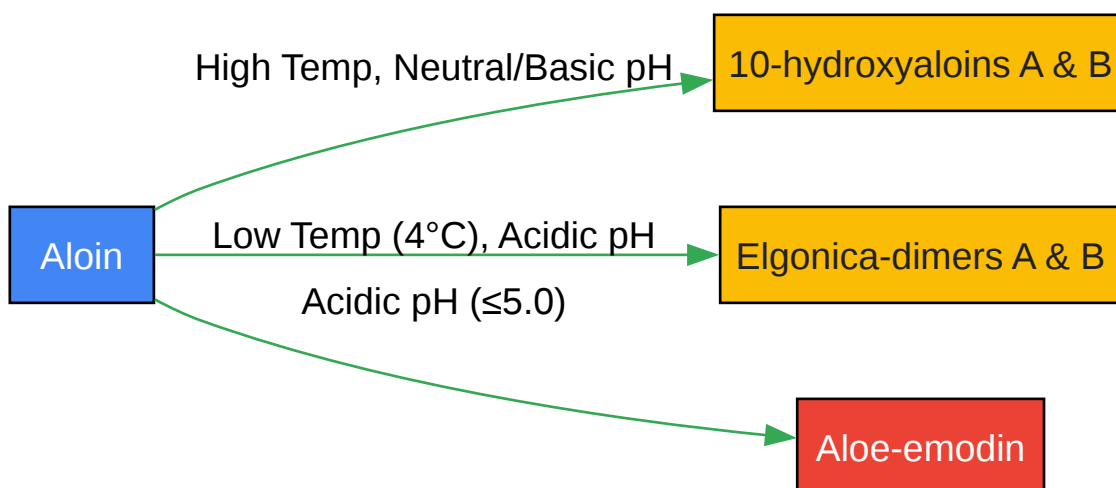 High Temp, Neutral/Basic pH
10-hydroxyaloins A & B
Aloin
Low Temp (4°C), Acidic pH
Elgonica-dimers A & B
Acidic pH (≤5.0)
Aloe-emodin